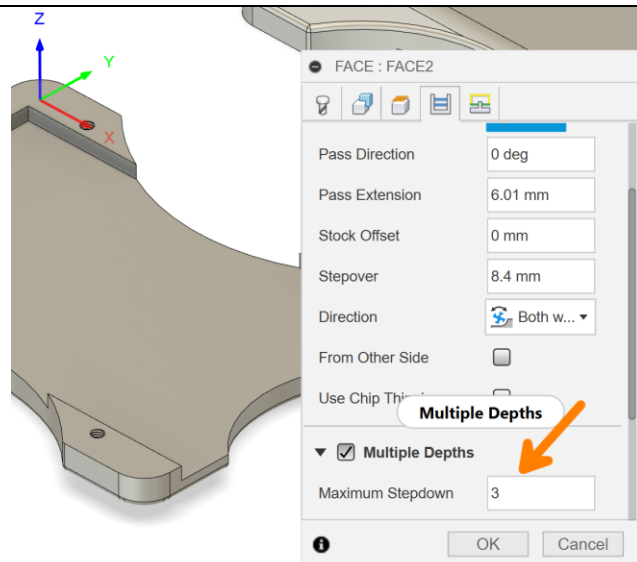 Z
Y
X
FACE : FACE2
Pass Direction 0 deg
Pass Extension 6.01 mm
Stock Offset 0 mm
Stepover 8.4 mm
Direction Both w...
From Other Side
Use Chip Thi
Multiple Depths
Multiple Depths
Maximum Stepdown 3
OK Cancel